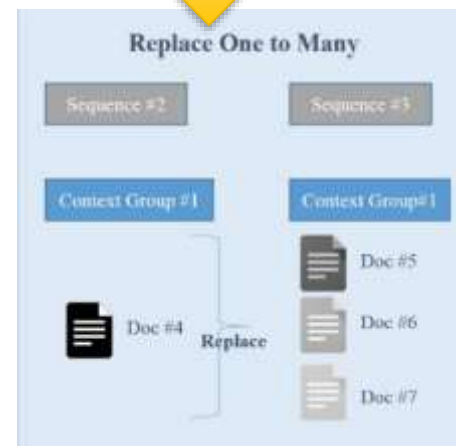 Replace One to Many
Sequence #2
Sequence #3
Context Group #1
Context Group#1
Doc #5
Doc #4
Replace
Doc #6
Doc #7